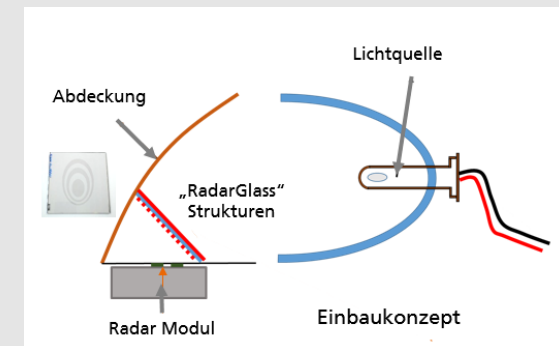 Lichtquelle
Abdeckung
„RadarGlass“
Strukturen
Radar Modul
Einbaukonzept